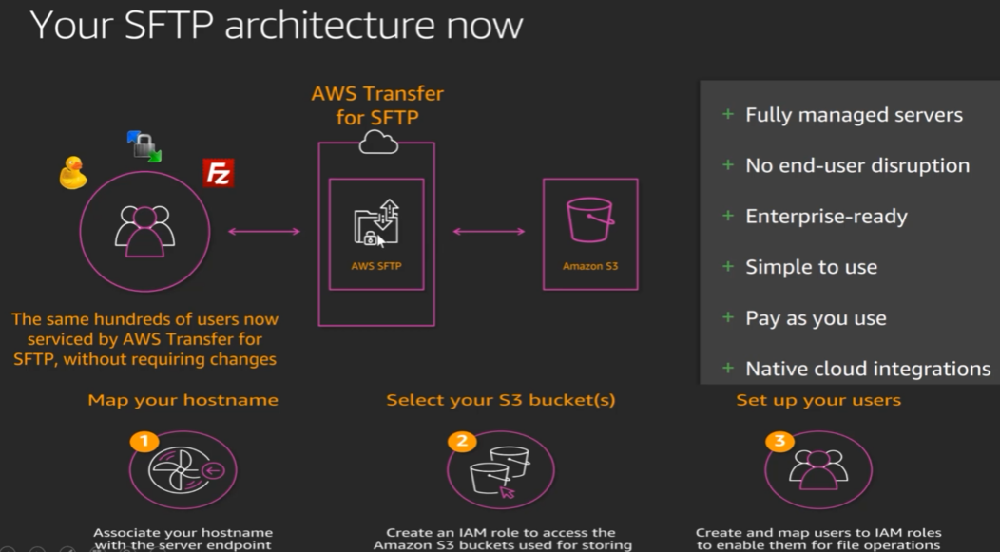 Your SFTP architecture now
AWS Transfer
for SFTP
Fz
AWS SFTP
Amazon S3
The same hundreds of users now
serviced by AWS Transfer for
SFTP, without requiring changes
+ Fully managed servers
+ No end-user disruption
+ Enterprise-ready
+ Simple to use
+ Pay as you use
+ Native cloud integrations
Map your hostname
1
Associate your hostname
with the server endpoint
Select your S3 bucket(s)
2
Create an IAM role to access the
Amazon S3 buckets used for storing
Set up your users
3
Create and map users to IAM roles
to enable them for file operations